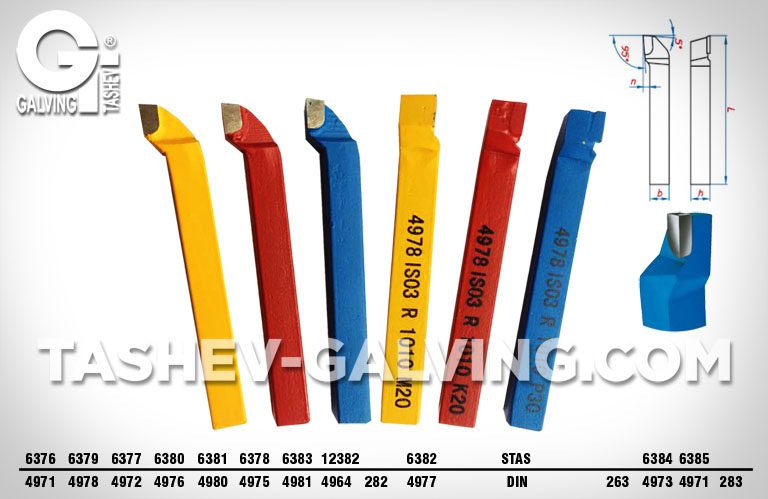 GALVING
TASHEV
®
5°
95°
n
L
b
h
4978 ISO3 R 1010 M20
4978 ISO3 R 1010 K20
4978 ISO3 R P30
TASHEV-GALVING.COM
6376 6379 6377 6380 6381 6378 6383 12382 6382 STAS 6384 6385
4971 4978 4972 4976 4980 4975 4981 4964 282 4977 DIN 263 4973 4971 283